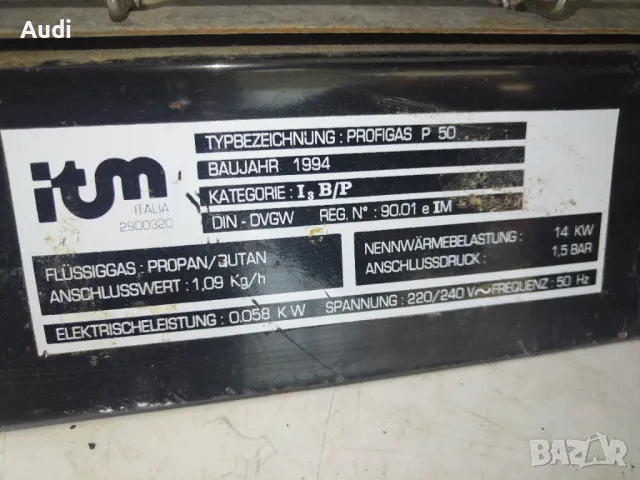 Audi
itm
ITALIA
2900320
TYPBEZEICHNUNG : PROFIGAS P 50
BAUJAHR 1994
KATEGORIE : I₃ B/P
DIN - DVGW REG. N° : 90.01 e IM
FLÜSSIGGAS : PROPAN/BUTAN
ANSCHLUSSWERT : 1,09 Kg/h
NENNWÄRMEBELASTUNG : 14 KW
ANSCHLUSSDRUCK : 1,5 BAR
ELEKTRISCHELEISTUNG : 0.058 KW SPANNUNG : 220/240 V~FREQUENZ : 50 Hz
BAZAR